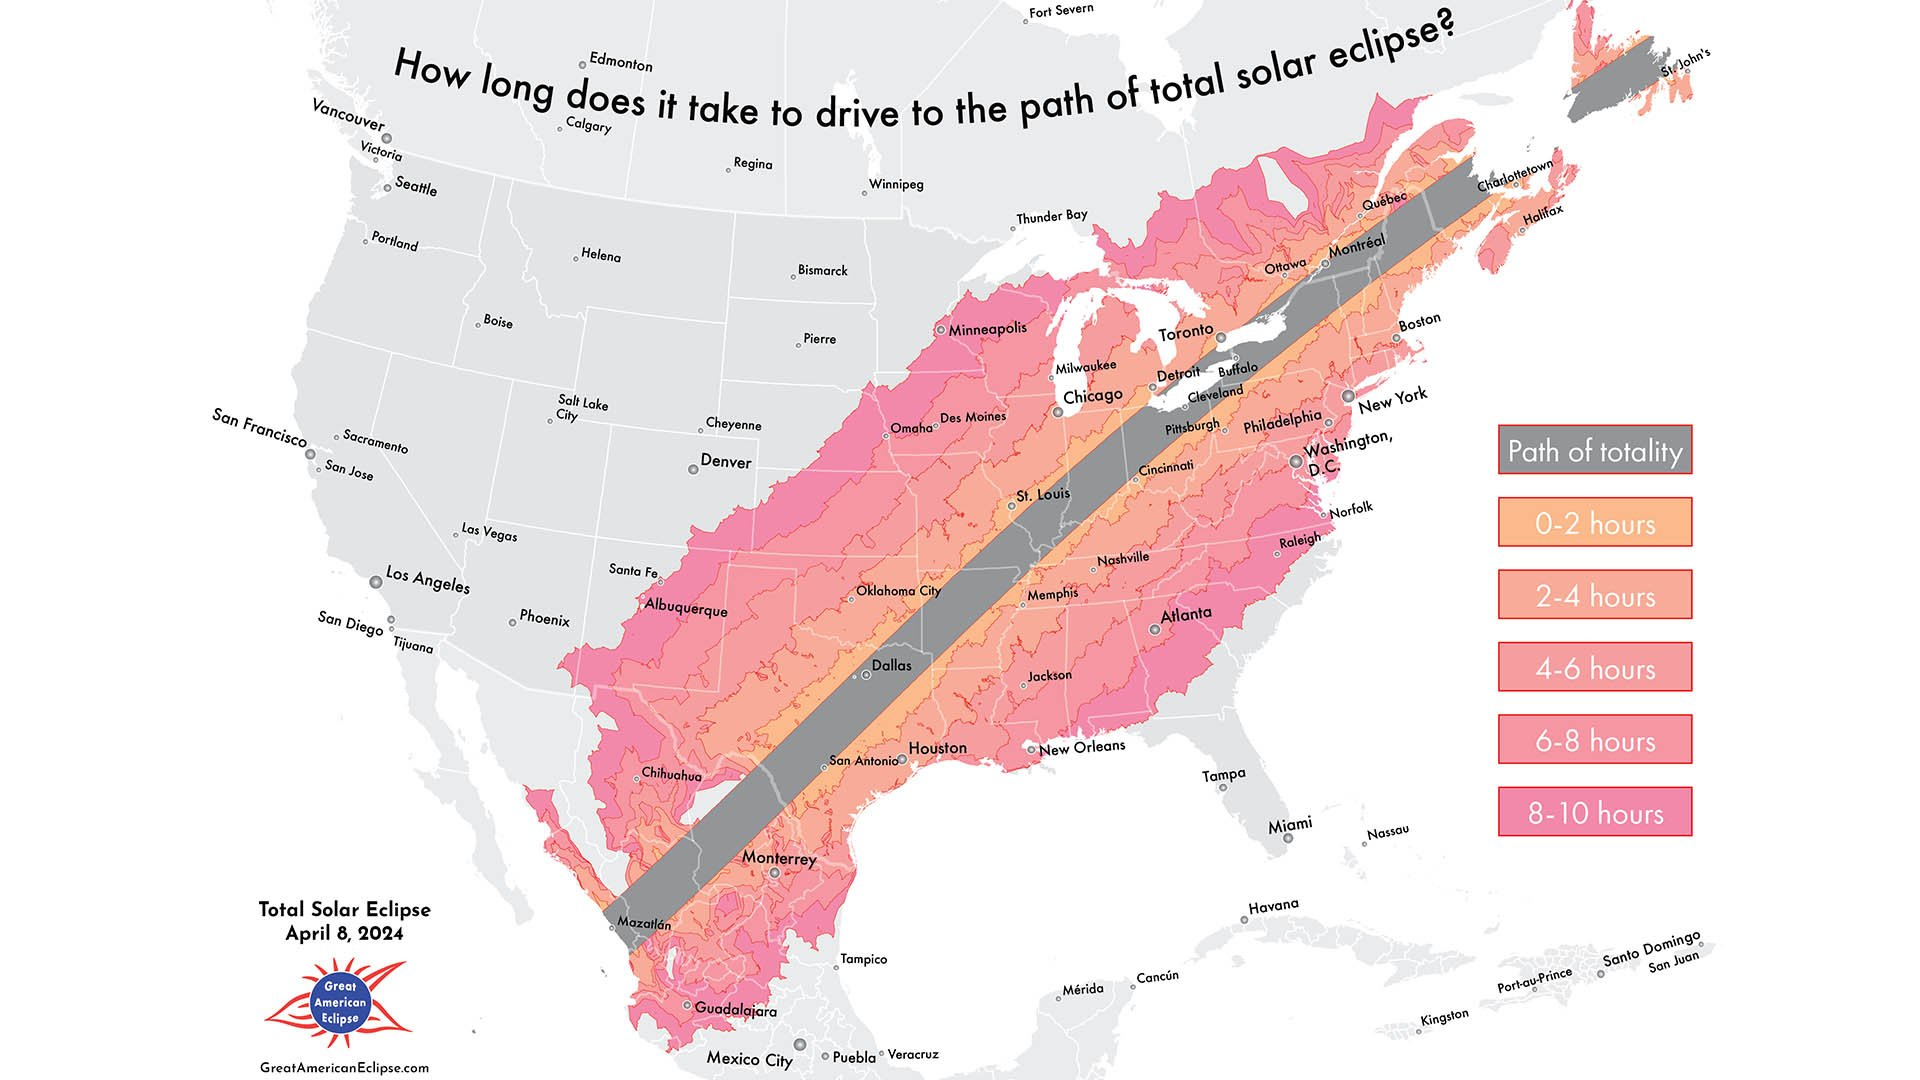 How long does it take to drive to the path of total solar eclipse?
Fort Severn
Edmonton
Calgary
Vancouver
Victoria
Seattle
Regina
Winnipeg
Thunder Bay
St. John's
Charlottetown
Halifax
Québec
Montréal
Ottawa
Portland
Helena
Bismarck
Boise
Pierre
Minneapolis
Toronto
Boston
Milwaukee
Detroit
Buffalo
Chicago
Cleveland
New York
Salt Lake
City
Cheyenne
Des Moines
Omaha
Pittsburgh
Philadelphia
San Francisco
Sacramento
San Jose
Denver
Washington,
D.C.
Cincinnati
St. Louis
Norfolk
Las Vegas
Raleigh
Nashville
Santa Fe
Los Angeles
Albuquerque
Oklahoma City
Memphis
Phoenix
Atlanta
San Diego
Tijuana
Dallas
Jackson
Houston
New Orleans
San Antonio
Chihuahua
Tampa
Miami
Nassau
Monterrey
Mazatlán
Havana
Tampico
Santo Domingo
San Juan
Port-au-Prince
Cancún
Mérida
Guadalajara
Kingston
Mexico City
Puebla
Veracruz
Path of totality
0-2 hours
2-4 hours
4-6 hours
6-8 hours
8-10 hours
Total Solar Eclipse
April 8, 2024
Great
American
Eclipse
GreatAmericanEclipse.com